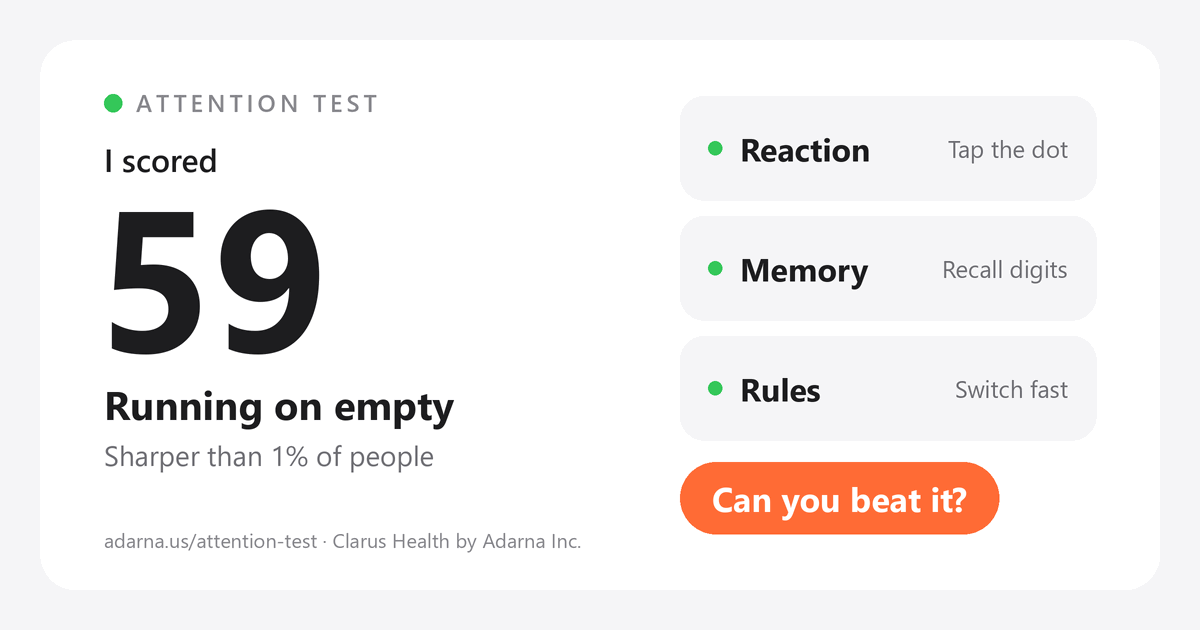 ATTENTION TEST
I scored
59
Running on empty
Sharper than 1% of people
adarna.us/attention-test · Clarus Health by Adarna Inc.
Reaction Tap the dot
Memory Recall digits
Rules Switch fast
Can you beat it?